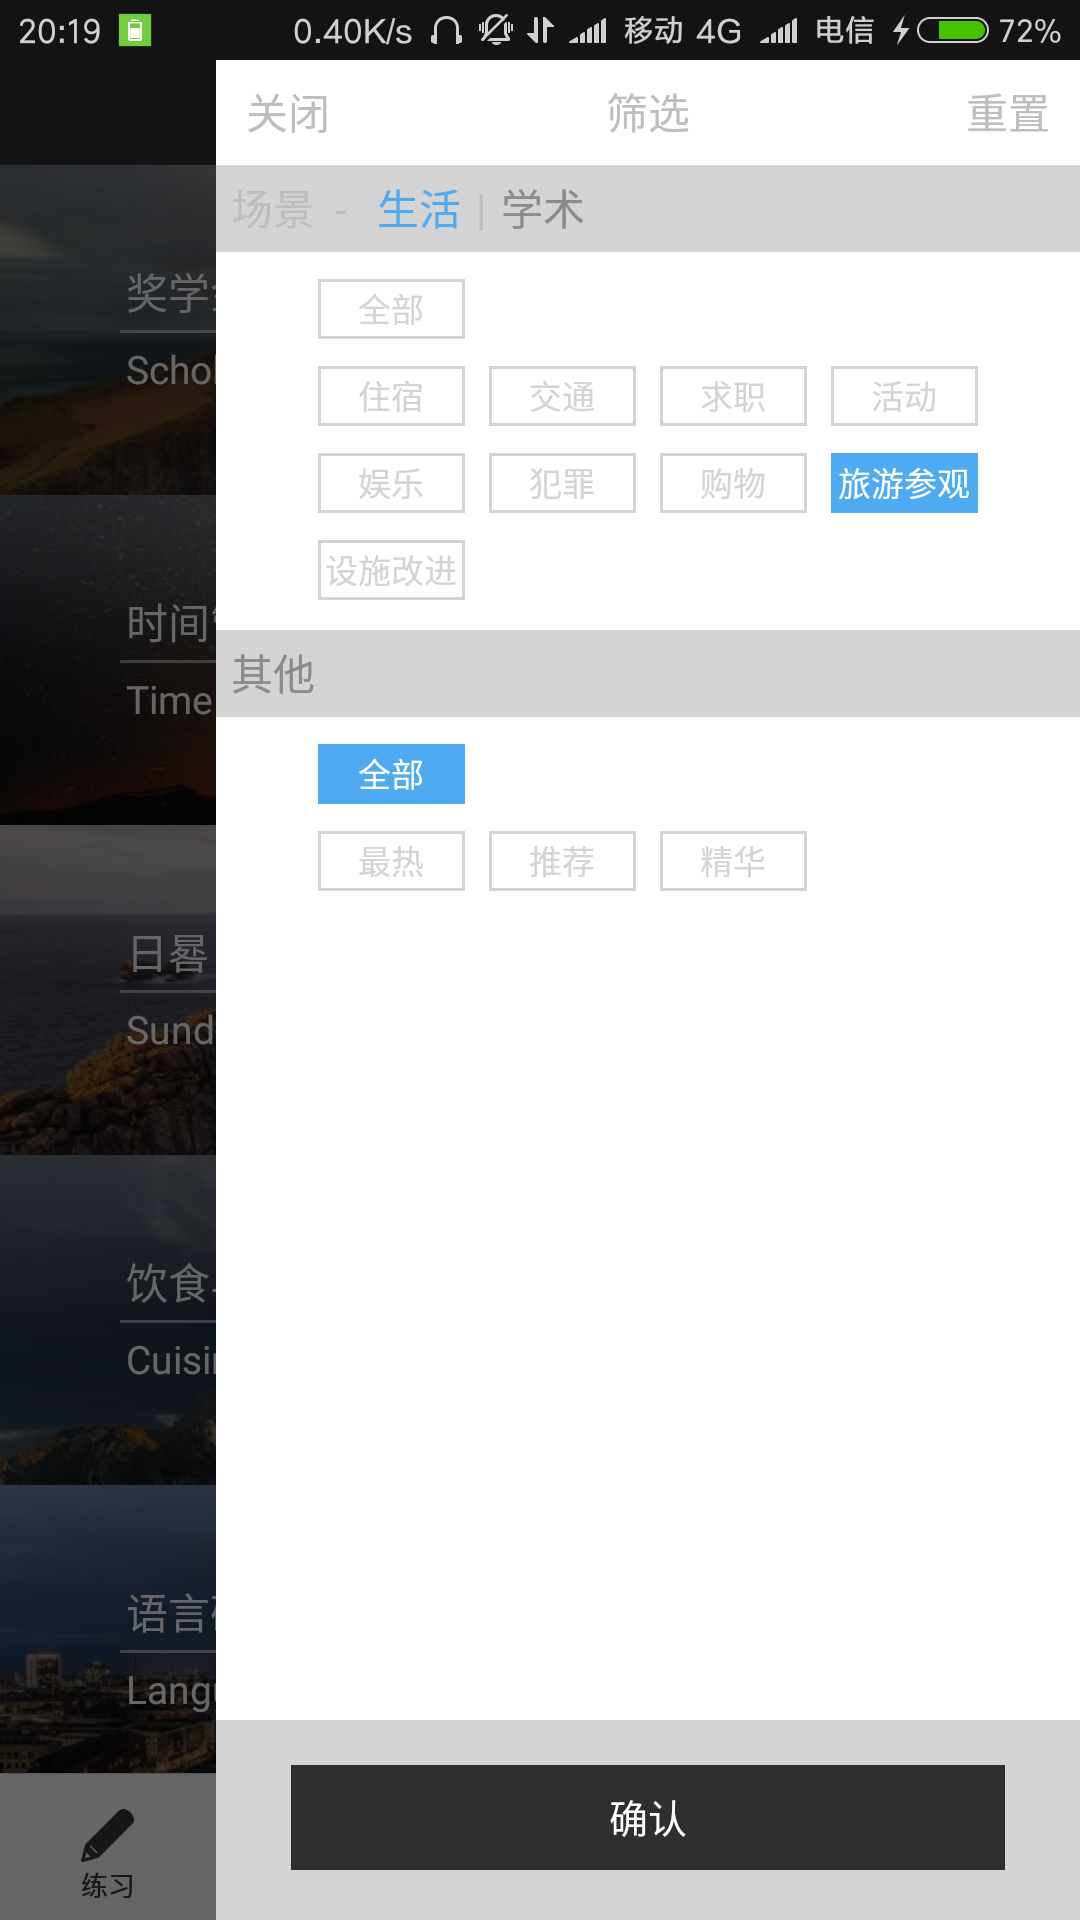 20:19 0.40K/s 移动 4G 电信 72%
关闭 筛选 重置
场景 - 生活 | 学术
全部
住宿 交通 求职 活动
娱乐 犯罪 购物 旅游参观
设施改进
其他
全部
最热 推荐 精华
确认
奖学
Schol
时间
Time
日晷
Sund
饮食
Cuisi
语言
Lang
练习